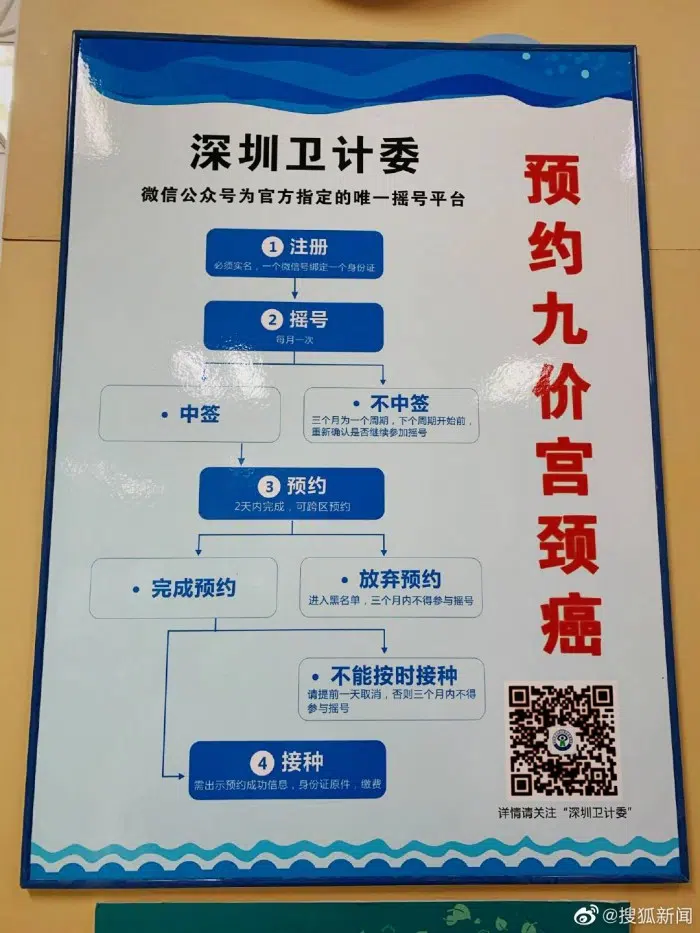 深圳卫计委
微信公众号为官方指定的唯一摇号平台
预约九价宫颈癌
1 注册
必须实名，一个微信号绑定一个身份证
2 摇号
每月一次
• 中签
• 不中签
三个月为一个周期，下个周期开始前，
重新确认是否继续参加摇号
3 预约
2天内完成，可跨区预约
• 完成预约
• 放弃预约
进入黑名单，三个月内不得参与摇号
• 不能按时接种
请提前一天取消，否则三个月内不得
参与摇号
4 接种
需出示预约成功信息，身份证原件，缴费
详情请关注“深圳卫计委”
@搜狐新闻